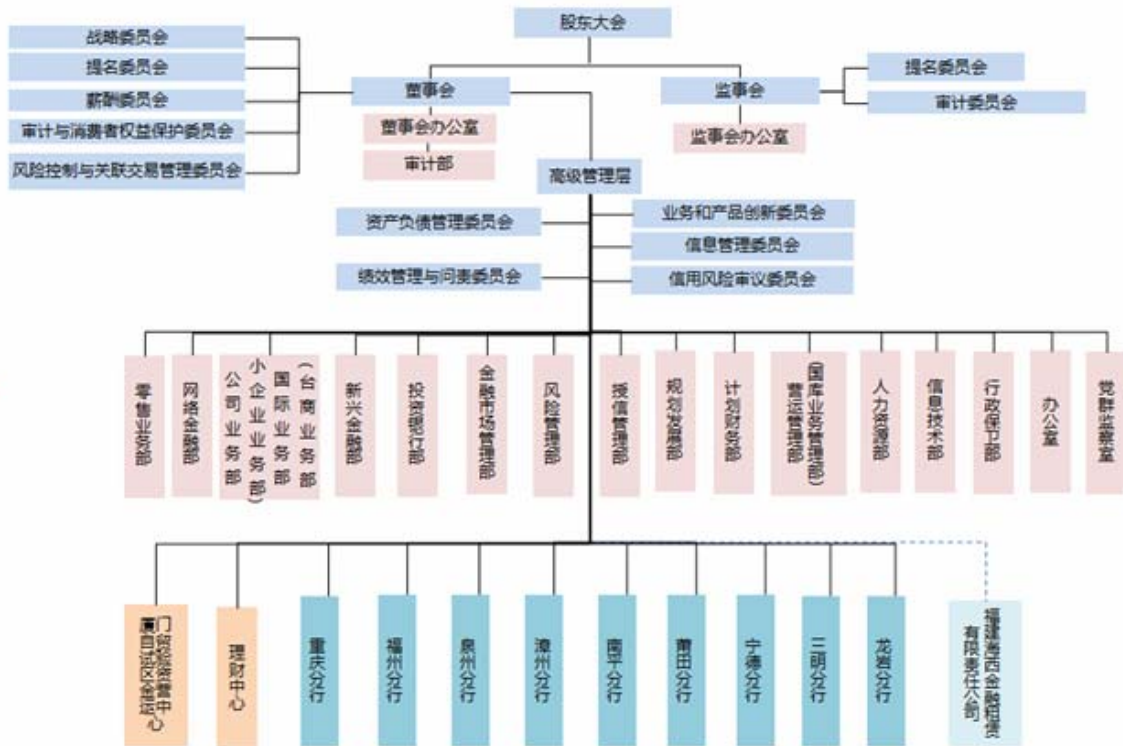 股东大会
战略委员会
提名委员会
薪酬委员会
审计与消费者权益保护委员会
风险控制与关联交易管理委员会
董事会
监事会
提名委员会
审计委员会
董事会办公室
监事会办公室
审计部
高级管理层
资产负债管理委员会
业务和产品创新委员会
信息管理委员会
绩效管理与问责委员会
信用风险审议委员会
零售业务部
网络金融部
公司业务部
小企业业务部)
国际业务部
(台商业务部
新兴金融部
投资银行部
金融市场管理部
风险管理部
授信管理部
规划发展部
计划财务部
营运管理部
(国库业务管理部)
人力资源部
信息技术部
行政保卫部
办公室
党群监察室
厦自试区金运
门贸验资营中心
理财中心
重庆分行
福州分行
泉州分行
漳州分行
南平分行
莆田分行
宁德分行
三明分行
龙岩分行
福建海西金融租赁
有限责任公司